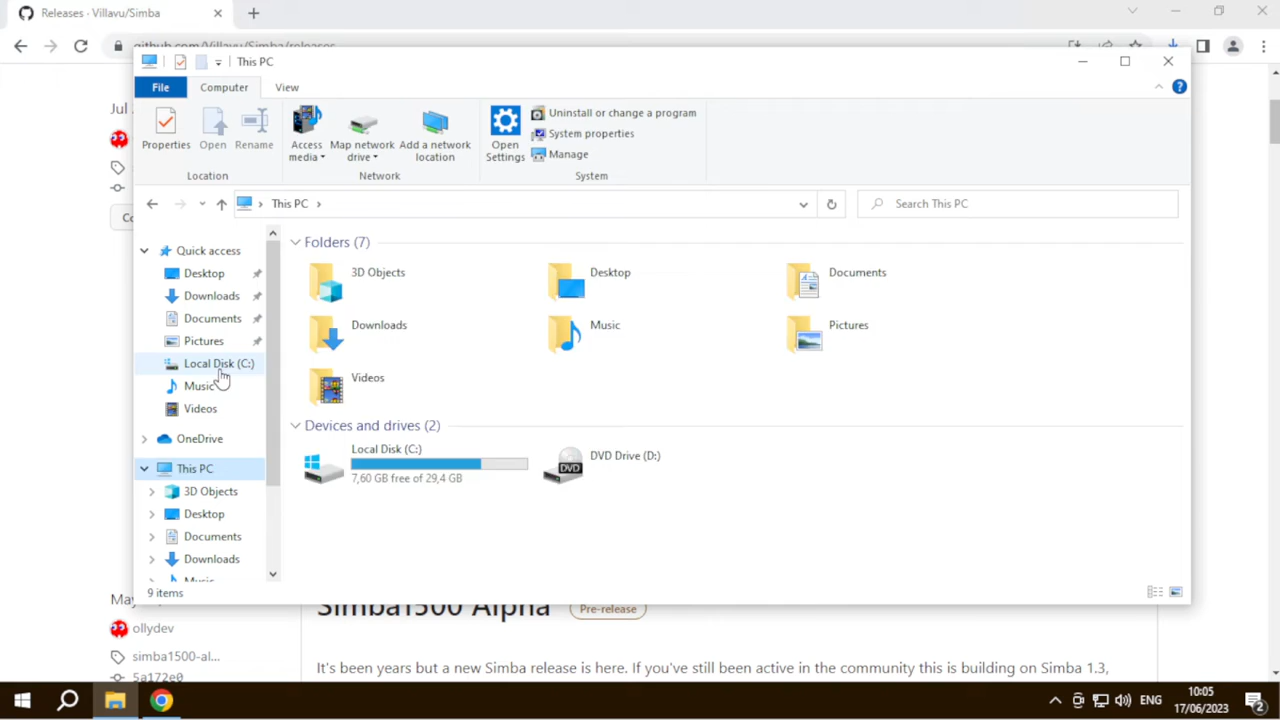 Releases · Villavu/Simba
github.com/Villavu/Simba/releases
This PC
File
Computer
View
Properties
Open
Rename
Location
Access media
Map network drive
Add a network location
Network
Open Settings
Uninstall or change a program
System properties
Manage
System
This PC
Search This PC
Jul
Quick access
Desktop
Downloads
Documents
Pictures
Local Disk (C:)
Music
Videos
OneDrive
This PC
3D Objects
Desktop
Documents
Downloads
Music
Folders (7)
3D Objects
Desktop
Documents
Downloads
Music
Pictures
Videos
Devices and drives (2)
Local Disk (C:)
7,60 GB free of 29,4 GB
DVD Drive (D:)
DVD
9 items
May
ollydev
simba1500-al...
5a172e0
Simba1500 Alpha
Pre-release
It's been years but a new Simba release is here. If you've still been active in the community this is building on Simba 1.3,
ENG
10:05
17/06/2023
2